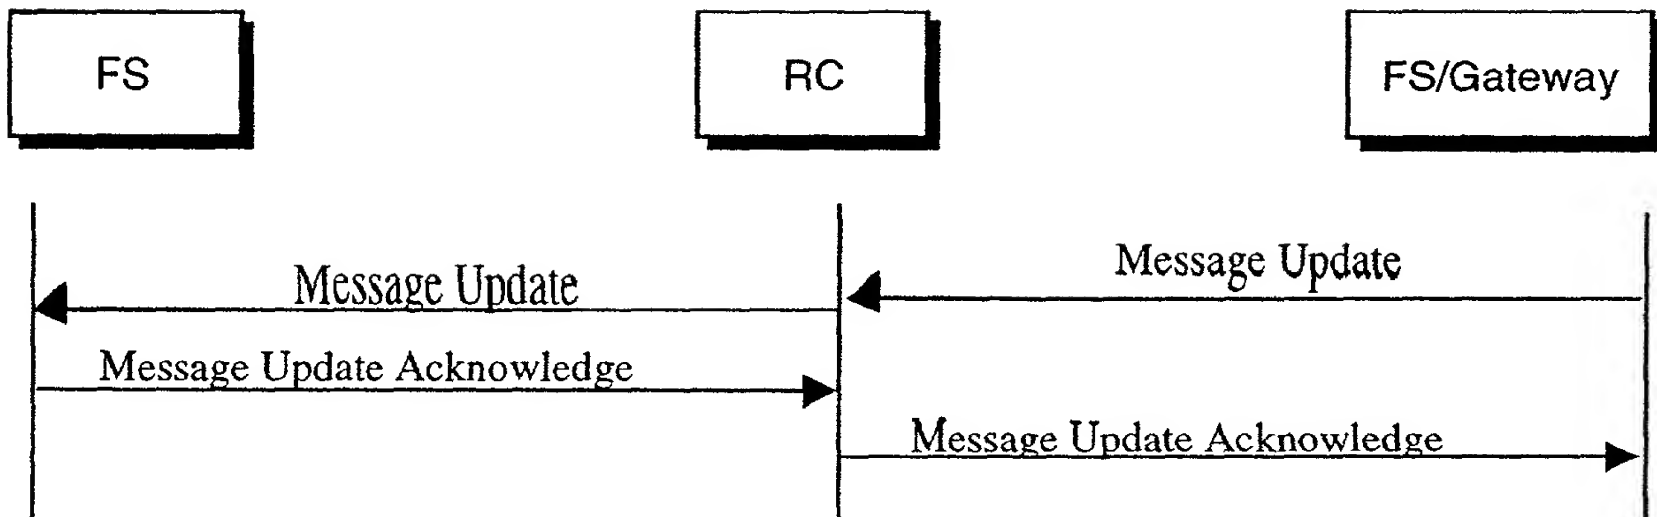 FS
RC
FS/Gateway
Message Update
Message Update
Message Update Acknowledge
Message Update Acknowledge